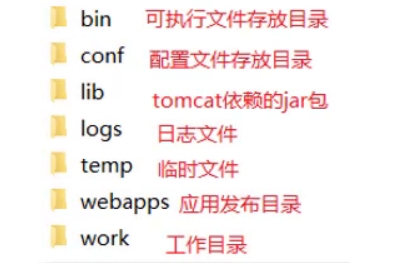 bin 可执行文件存放目录
conf 配置文件存放目录
lib tomcat依赖的jar包
logs 日志文件
temp 临时文件
webapps 应用发布目录
work 工作目录